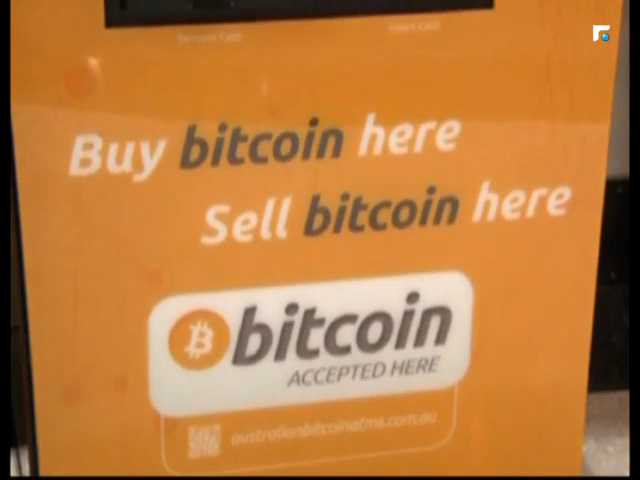 Remove Cash
Insert Cash
Buy bitcoin here
Sell bitcoin here
bitcoin
ACCEPTED HERE
australianbitcoinatms.com.au